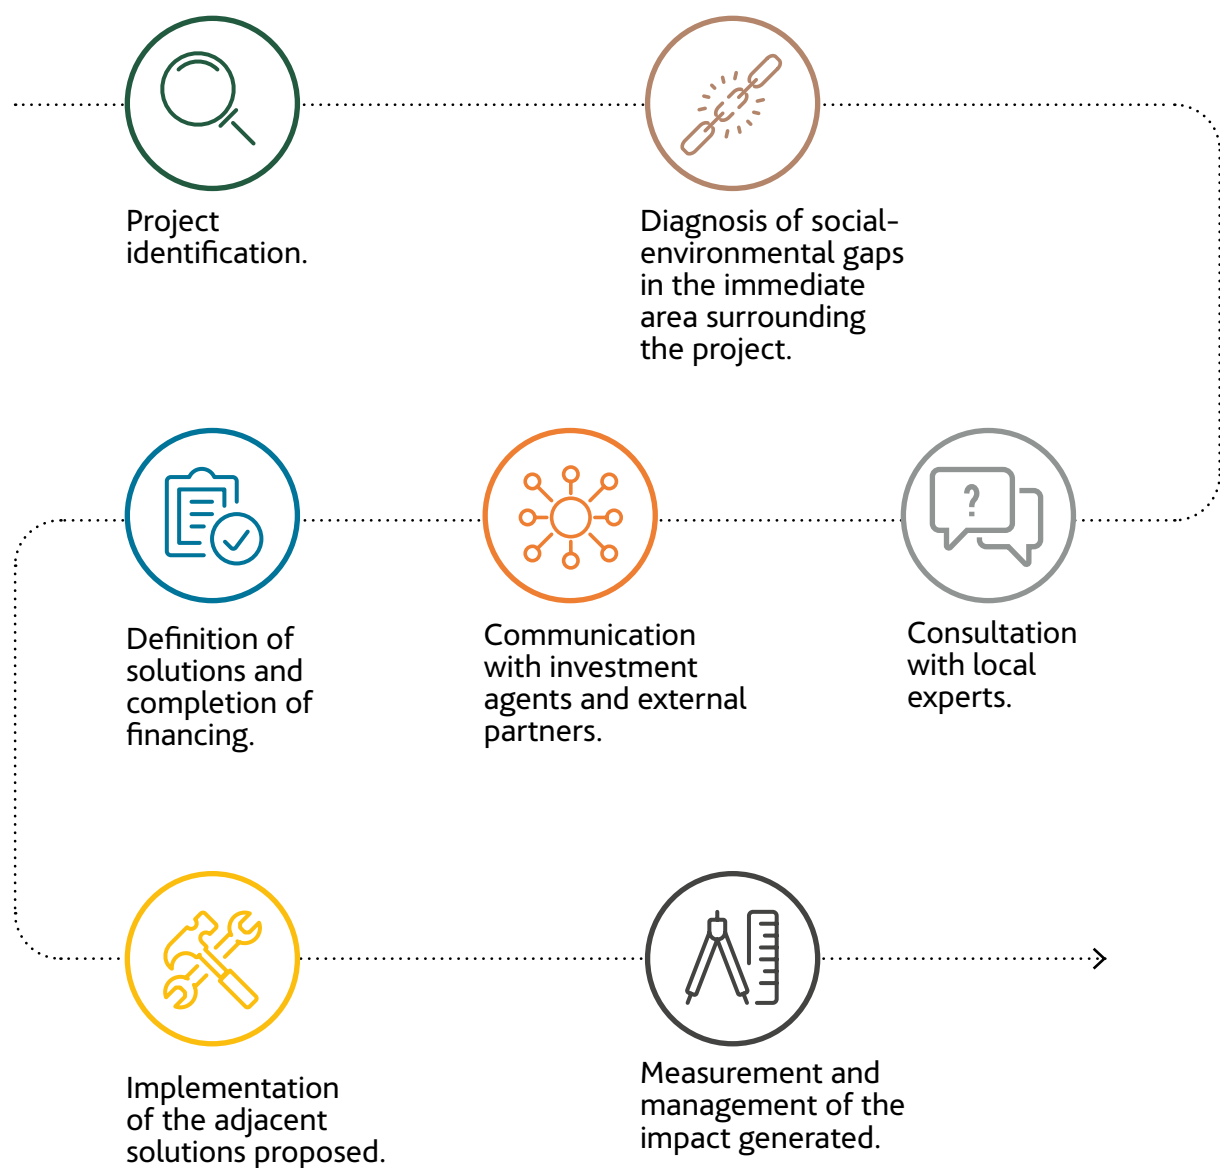 Project
identification.
Diagnosis of social-
environmental gaps
in the immediate
area surrounding
the project.
?
Consultation
with local
experts.
Communication
with investment
agents and external
partners.
Definition of
solutions and
completion of
financing.
Implementation
of the adjacent
solutions proposed.
Measurement and
management of the
impact generated.